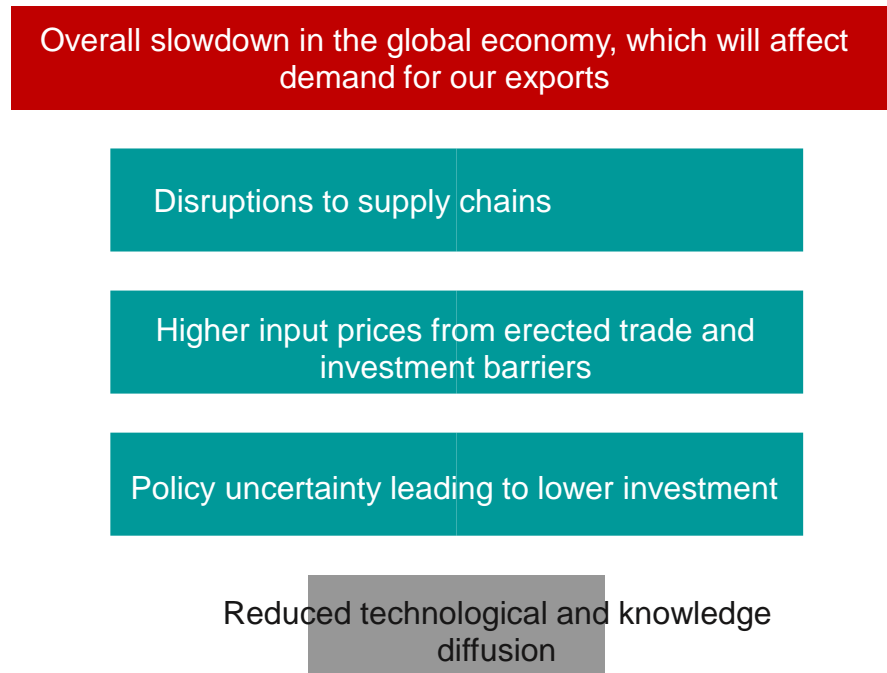 Overall slowdown in the global economy, which will affect
demand for our exports
Disruptions to supply chains
Higher input prices from erected trade and
investment barriers
Policy uncertainty leading to lower investment
Reduced technological and knowledge
diffusion